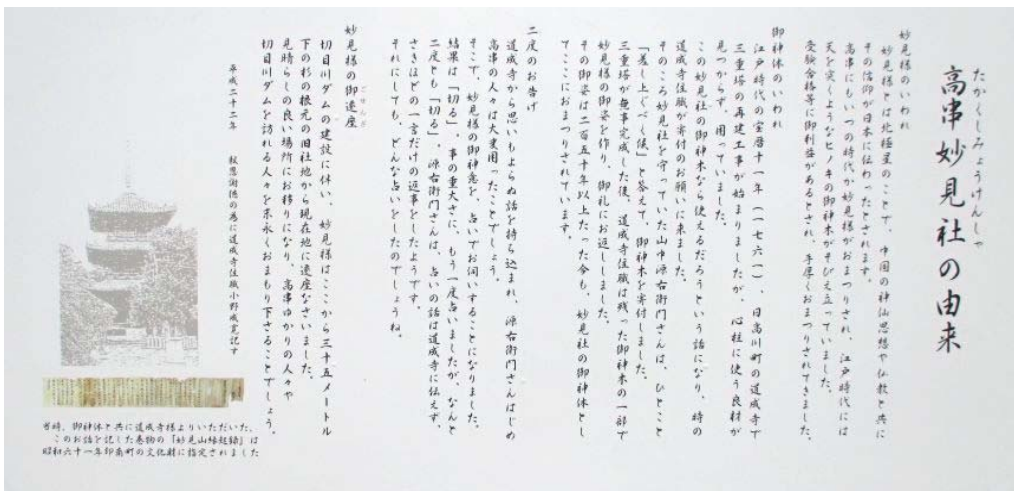 たかくしみょうけんしゃ
高串妙見社の由来
妙見様のいわれ
妙見様とは北極星のことで、中国の神仙思想や仏教と共に
その信仰が日本に伝わったとされます。
高串にもいつの時代か妙見様がおまつりされ、江戸時代には
天を突くようなヒノキの御神木がそびえ立っていました。
受験合格等に御利益があるとされ、手厚くおまつりされてきました。
御神体のいわれ
江戸時代の宝暦十一年(一七六一)、日高川町の道成寺で
三重塔の再建工事が始まりましたが、心柱に使う良材が
見つからず、困っていました。
この妙見社の御神木なら使えるだろうという話になり、時の
道成寺住職が寄付のお願いに来ました。
そのころ妙見社を守っていた山中源右衛門さんは、ひとこと
「差し上ぐべく候」と答えて、御神木を寄付しました。
三重塔が無事完成した後、道成寺住職は残った御神木の一部で
妙見様の御姿を作り、御礼にお返ししました。
その御姿は二百五十年以上たった今も、妙見社の御神体とし
てここにおまつりされています。
二度のお告げ
道成寺から思いもよらぬ話を持ち込まれ、源右衛門さんはじめ
高串の人々は大変困ったことでしょう。
そこで、妙見様の御神意を、占いでお伺いすることになりました。
結果は「切る」、事の重大さに、もう一度占いましたが、なんと
二度とも「切る」。源右衛門さんは、占いの話は道成寺に伝えず、
さきほどの一言だけの返事をしたようです。
それにしても、どんな占いをしたのでしょうね。
妙見様の御遷座
ごせんざ
切目川ダムの建設に伴い、妙見様はここから三十五メートル
下の杉の根元の旧社地から現在地に遷座なさいました。
見晴らしの良い場所にお移りになり、高串ゆかりの人々や
切目川ダムを訪れる人々を末永くおまもり下さることでしょう。
平成二十二年 報恩謝徳の為に道成寺住職小野成寛記す
当時、御神体と共に道成寺様よりいただいた、
このお話を記した巻物の「妙見山縁起録」は
昭和六十一年印南町の文化財に指定されました